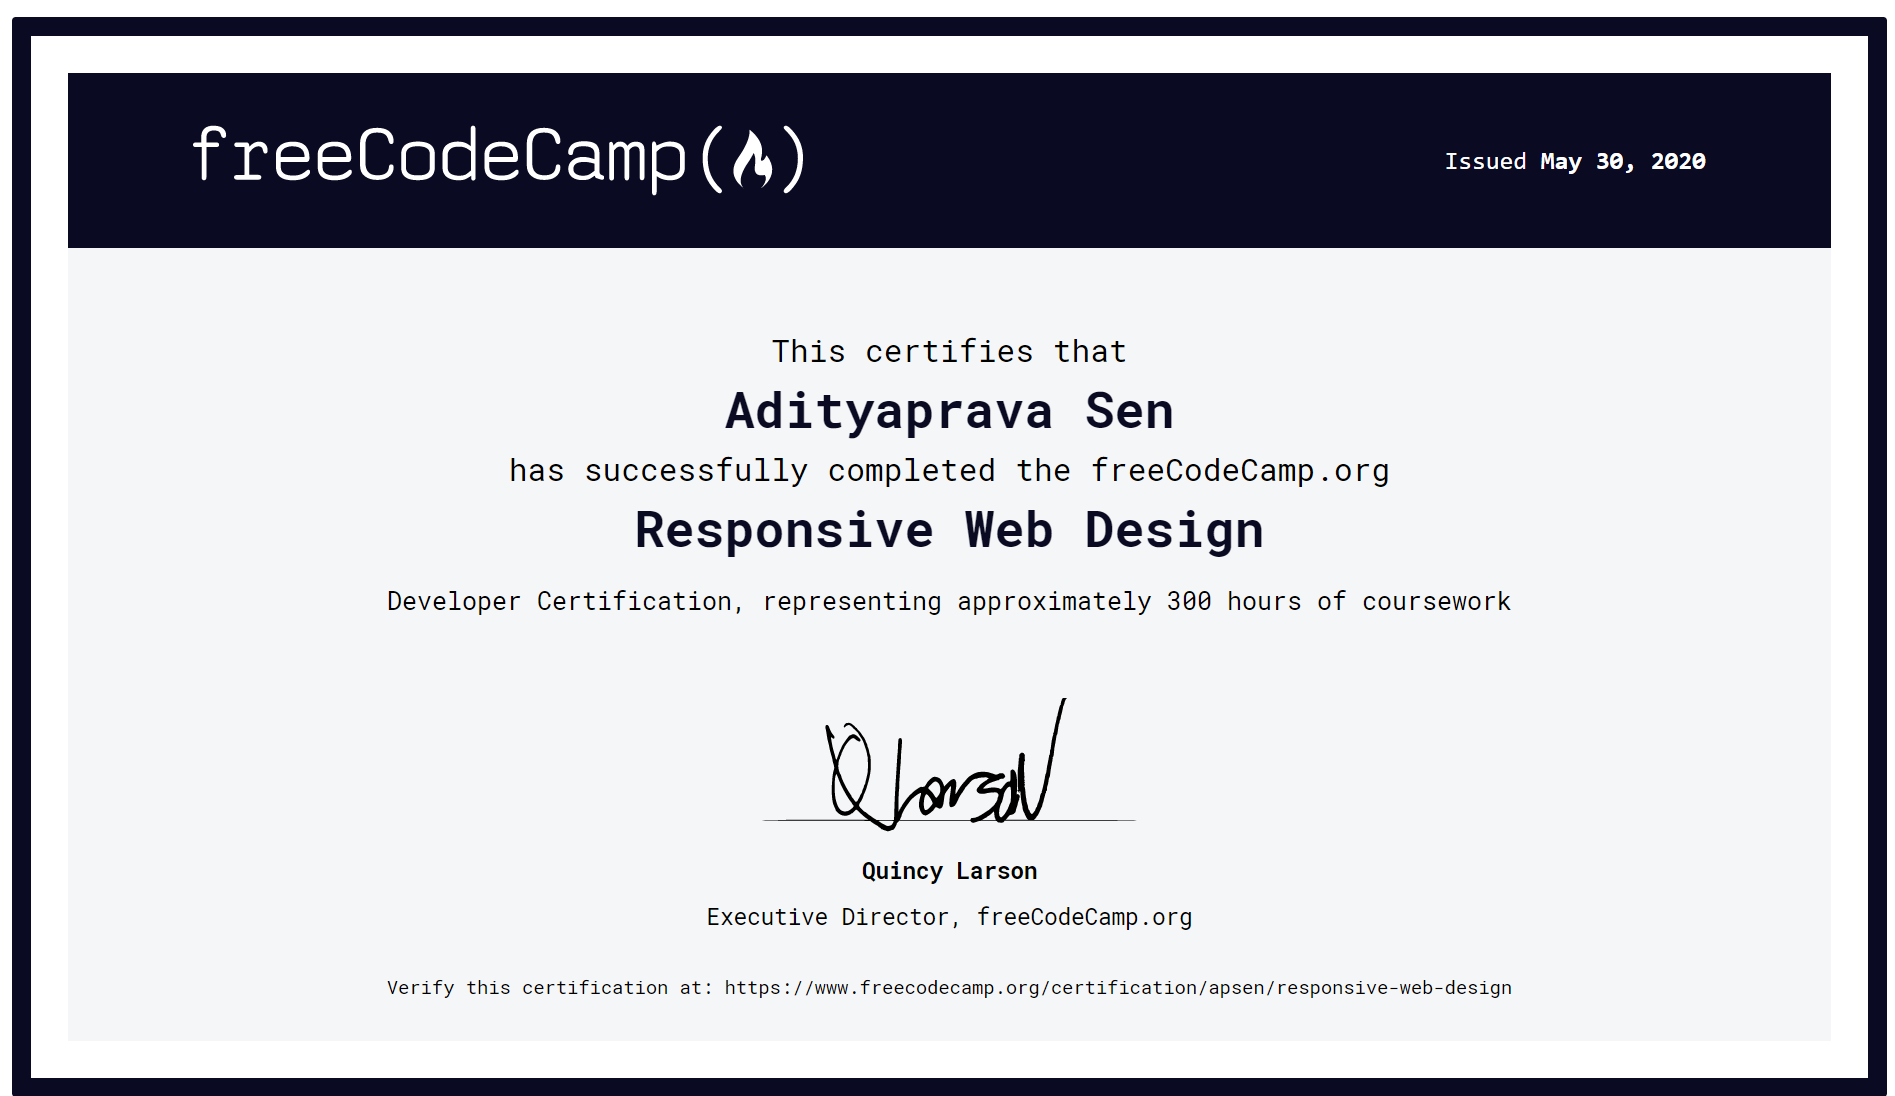 freeCodeCamp
Issued May 30, 2020
This certifies that
Adityaprava Sen
has successfully completed the freeCodeCamp.org
Responsive Web Design
Developer Certification, representing approximately 300 hours of coursework
Q Larson
Quincy Larson
Executive Director, freeCodeCamp.org
Verify this certification at: https://www.freecodecamp.org/certification/apsen/responsive-web-design